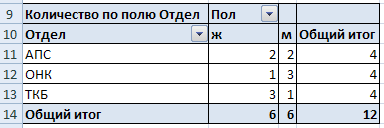 9 Количество по полю Отдел Пол
10 Отдел ж м Общий итог
11 АПС 2 2 4
12 ОНК 1 3 4
13 ТКБ 3 1 4
14 Общий итог 6 6 12